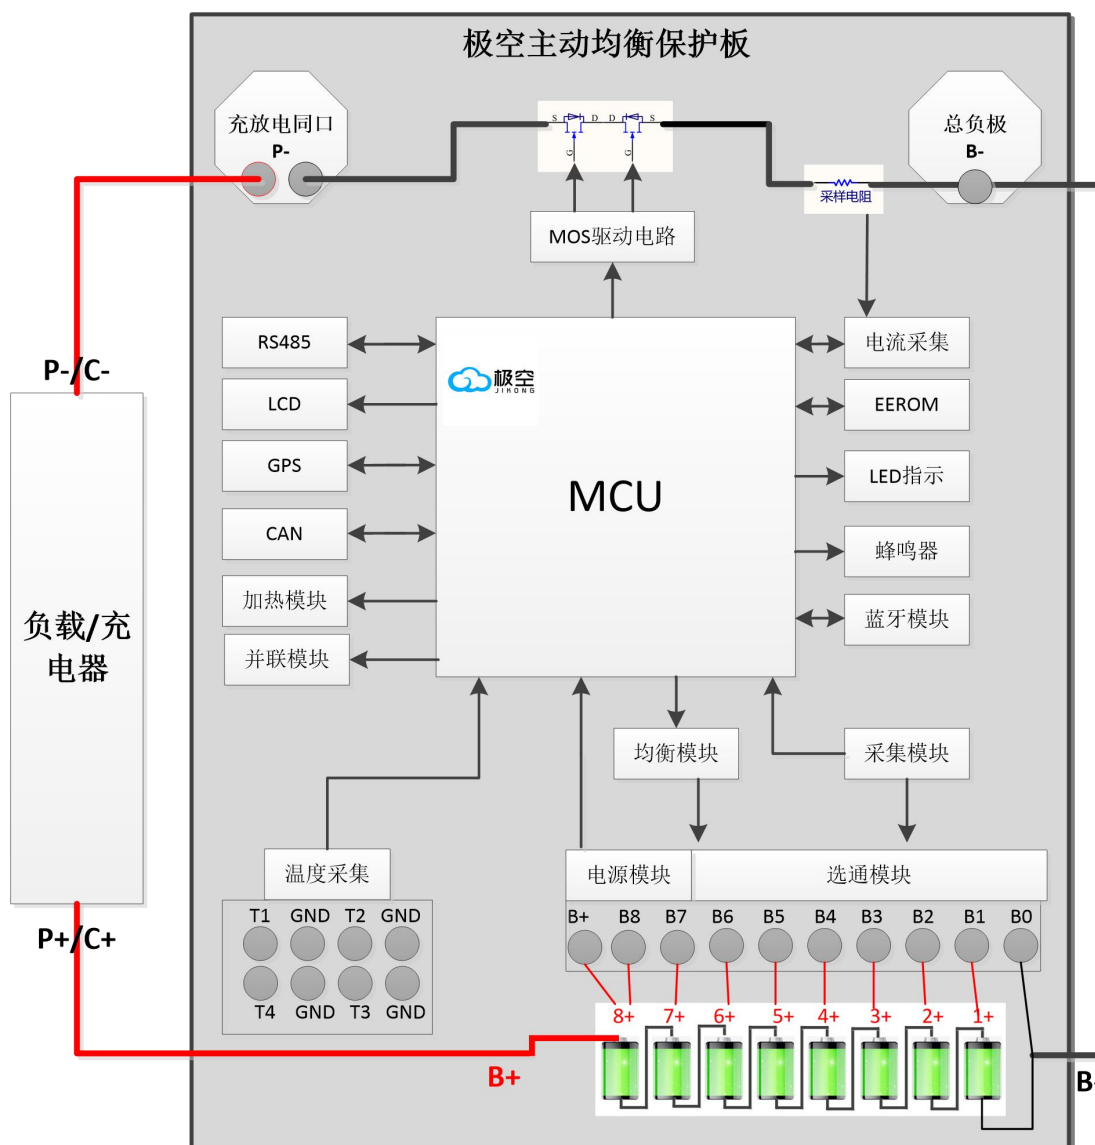 极空主动均衡保护板
充放电同口
P-
总负极
B-
S
D
D
S
G
G
采样电阻
MOS驱动电路
RS485
LCD
GPS
CAN
加热模块
并联模块
极空
JIKONG
MCU
电流采集
EEROM
LED指示
蜂鸣器
蓝牙模块
P-/C-
负载/充
电器
P+/C+
均衡模块
采集模块
温度采集
T1 GND T2 GND
T4 GND T3 GND
电源模块
选通模块
B+ B8 B7 B6 B5 B4 B3 B2 B1 B0
8+ 7+ 6+ 5+ 4+ 3+ 2+ 1+
B+
B-